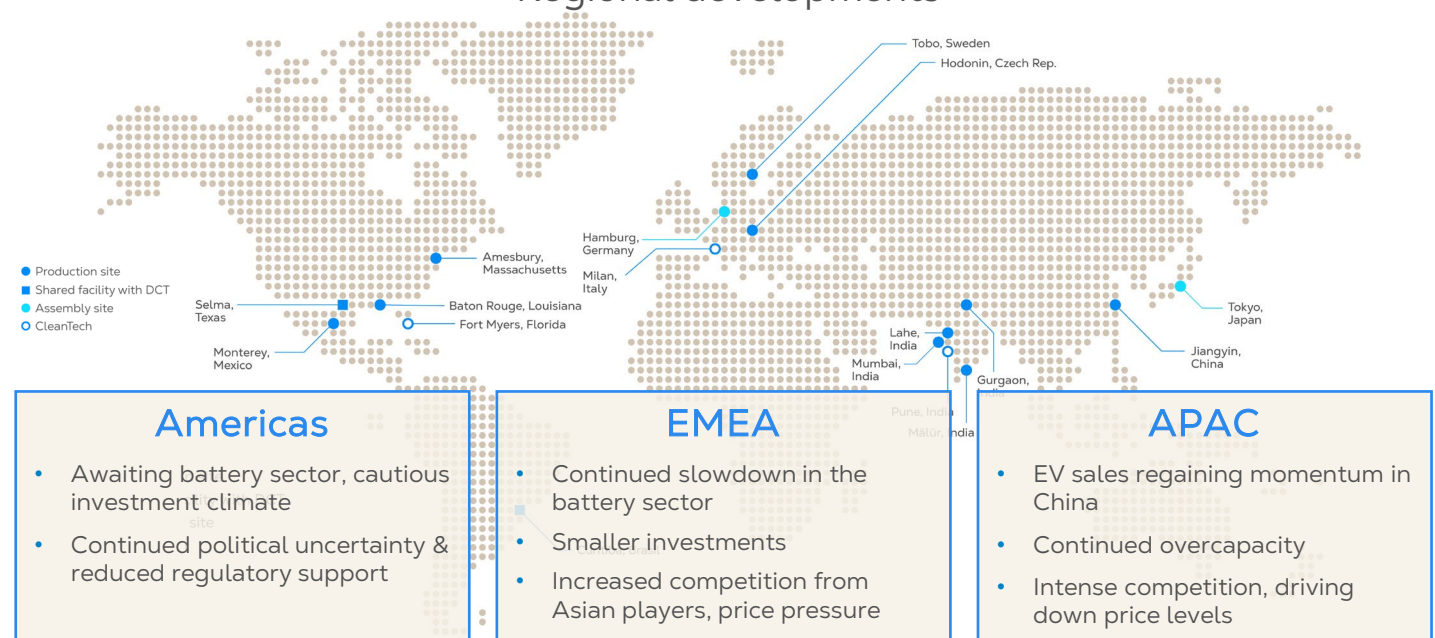 Regional developments
Tobo, Sweden
Hodonin, Czech Rep.
Hamburg,
Germany
Milan,
Italy
Amesbury,
Massachusetts
Production site
Shared facility with DCT
Assembly site
CleanTech
Selma,
Texas
Baton Rouge, Louisiana
Fort Myers, Florida
Monterey,
Mexico
Tokyo,
Japan
Lahe,
India
Mumbai,
India
Jiangyin,
China
Gurgaon,
India
Pune, India
Mālūr, India
Americas
• Awaiting battery sector, cautious
investment climate
• Continued political uncertainty &
reduced regulatory support
site
EMEA
• Continued slowdown in the
battery sector
• Smaller investments
• Increased competition from
Asian players, price pressure
APAC
• EV sales regaining momentum in
China
• Continued overcapacity
• Intense competition, driving
down price levels